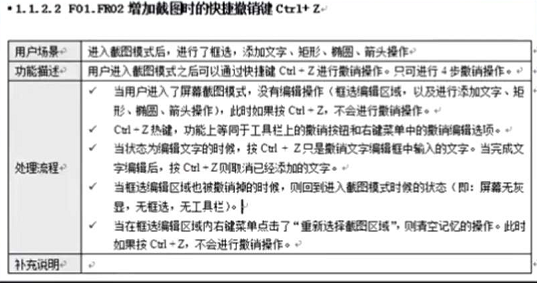 1.1.2.2 F01.FR02 增加截图时的快捷撤销键 Ctrl+ Z
用户场景 进入截图模式后，进行了框选，添加文字、矩形、椭圆、箭头操作
功能描述 用户进入截图模式之后可以通过快捷键 Ctrl + Z 进行撤销操作。只可进行 4 步撤销操作。
处理流程
✓ 当用户进入了屏幕截图模式，没有编辑操作（框选编辑区域，以及进行添加文字、矩
形、椭圆、箭头操作），此时如果按 Ctrl + Z，不会进行撤销操作。
✓ Ctrl + Z 热键，功能上等同于工具栏上的撤销按钮和右键菜单中的撤销编辑选项。
✓ 当状态为编辑文字的时候，按 Ctrl + Z 只是撤销文字编辑框中输入的文字。当完成文
字编辑后，按 Ctrl + Z 则取消已经添加的文字。
✓ 当框选编辑区域也被撤销掉的时候，则回到进入截图模式时候的状态（即：屏幕无灰
显，无框选，无工具栏）。
✓ 当在框选编辑区域内右键菜单点击了“重新选择截图区域”，则清空记忆的操作。此时
如果按 Ctrl + Z，不会进行撤销操作。
补充说明